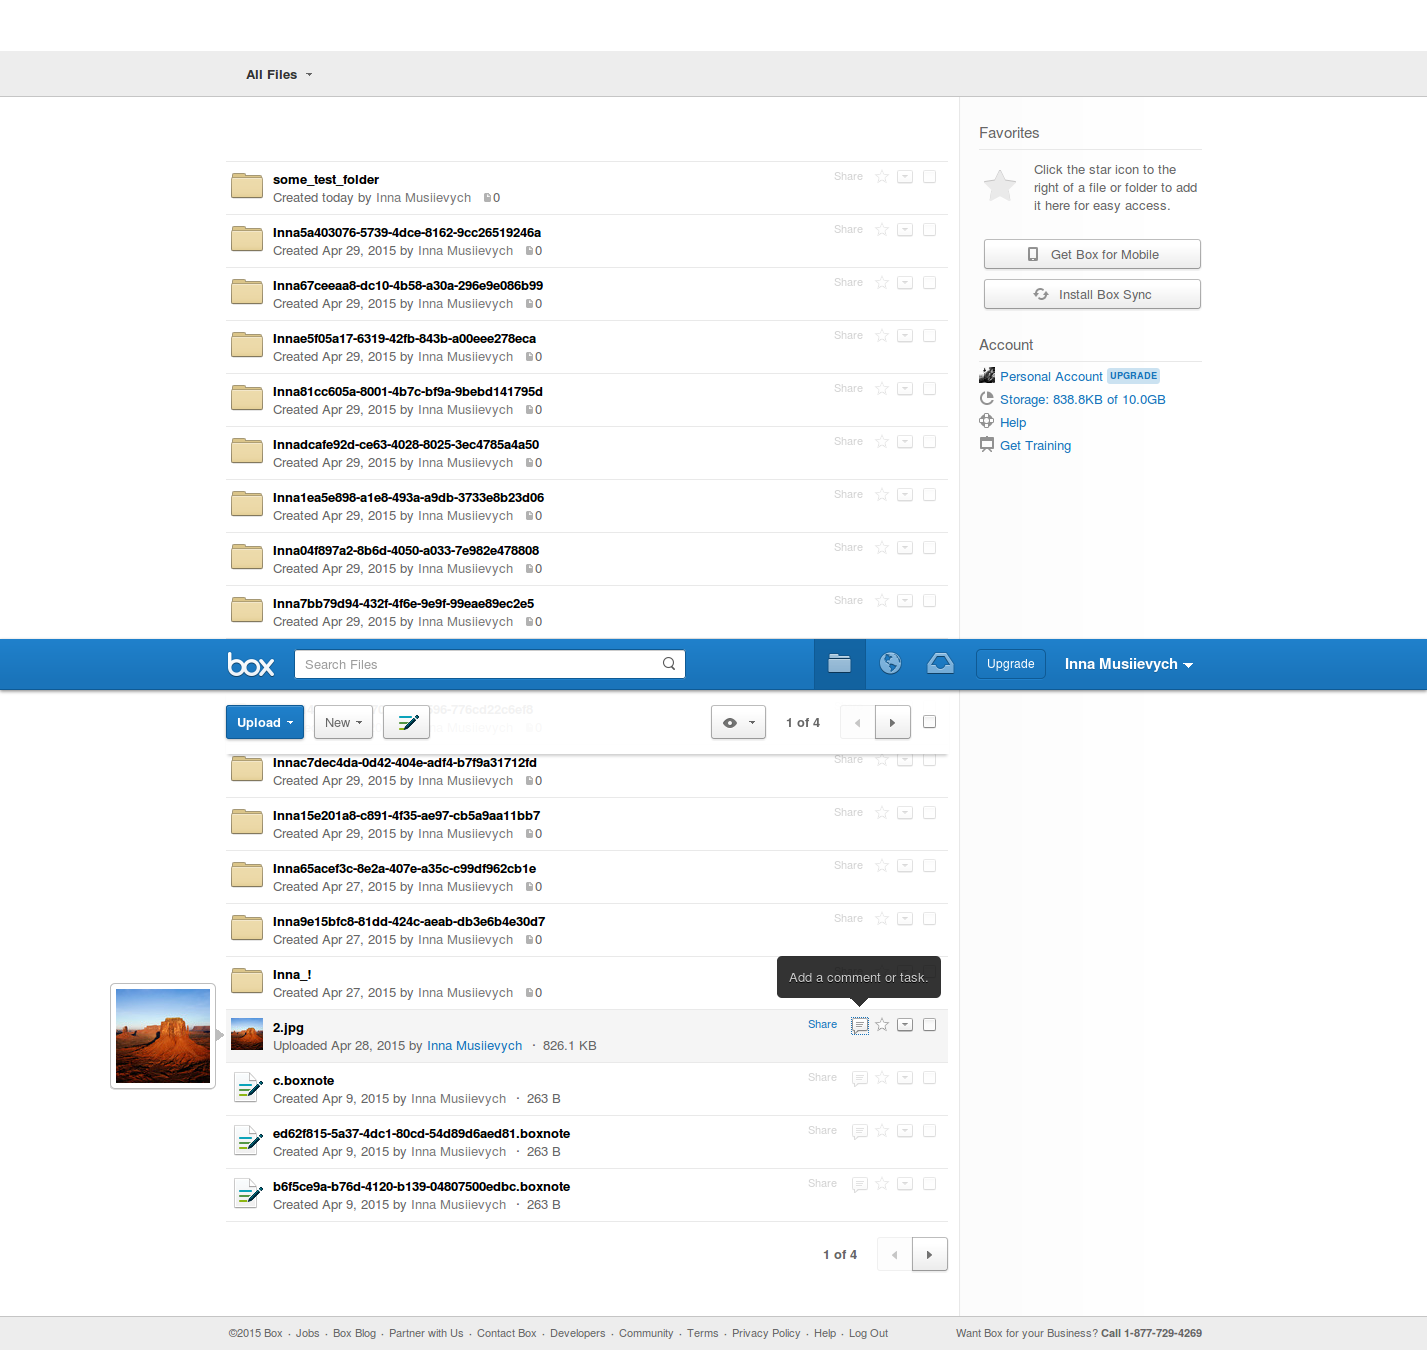 All Files
Favorites
Click the star icon to the
right of a file or folder to add
it here for easy access.
Get Box for Mobile
Install Box Sync
Account
Personal Account UPGRADE
Storage: 838.8KB of 10.0GB
Help
Get Training
some_test_folder Share
Created today by Inna Musiievych 0
Inna5a403076-5739-4dce-8162-9cc26519246a Share
Created Apr 29, 2015 by Inna Musiievych 0
Inna67ceeaa8-dc10-4b58-a30a-296e9e086b99 Share
Created Apr 29, 2015 by Inna Musiievych 0
Innae5f05a17-6319-42fb-843b-a00eee278eca Share
Created Apr 29, 2015 by Inna Musiievych 0
Inna81cc605a-8001-4b7c-bf9a-9bebd141795d Share
Created Apr 29, 2015 by Inna Musiievych 0
Innadcafe92d-ce63-4028-8025-3ec4785a4a50 Share
Created Apr 29, 2015 by Inna Musiievych 0
Inna1ea5e898-a1e8-493a-a9db-3733e8b23d06 Share
Created Apr 29, 2015 by Inna Musiievych 0
Inna04f897a2-8b6d-4050-a033-7e982e478808 Share
Created Apr 29, 2015 by Inna Musiievych 0
Inna7bb79d94-432f-4f6e-9e9f-99eae89ec2e5 Share
Created Apr 29, 2015 by Inna Musiievych 0
box Search Files Upgrade Inna Musiievych
Upload New 1 of 4
Innac7dec4da-0d42-404e-adf4-b7f9a31712fd Share
Created Apr 29, 2015 by Inna Musiievych 0
Inna15e201a8-c891-4f35-ae97-cb5a9aa11bb7 Share
Created Apr 29, 2015 by Inna Musiievych 0
Inna65acef3c-8e2a-407e-a35c-c99df962cb1e Share
Created Apr 27, 2015 by Inna Musiievych 0
Inna9e15bfc8-81dd-424c-aeab-db3e6b4e30d7 Share
Created Apr 27, 2015 by Inna Musiievych 0
Inna_!
Created Apr 27, 2015 by Inna Musiievych 0
Add a comment or task.
2.jpg Share
Uploaded Apr 28, 2015 by Inna Musiievych · 826.1 KB
c.boxnote Share
Created Apr 9, 2015 by Inna Musiievych · 263 B
ed62f815-5a37-4dc1-80cd-54d89d6aed81.boxnote Share
Created Apr 9, 2015 by Inna Musiievych · 263 B
b6f5ce9a-b76d-4120-b139-04807500edbc.boxnote Share
Created Apr 9, 2015 by Inna Musiievych · 263 B
1 of 4
©2015 Box · Jobs · Box Blog · Partner with Us · Contact Box · Developers · Community · Terms · Privacy Policy · Help · Log Out
Want Box for your Business? Call 1-877-729-4269